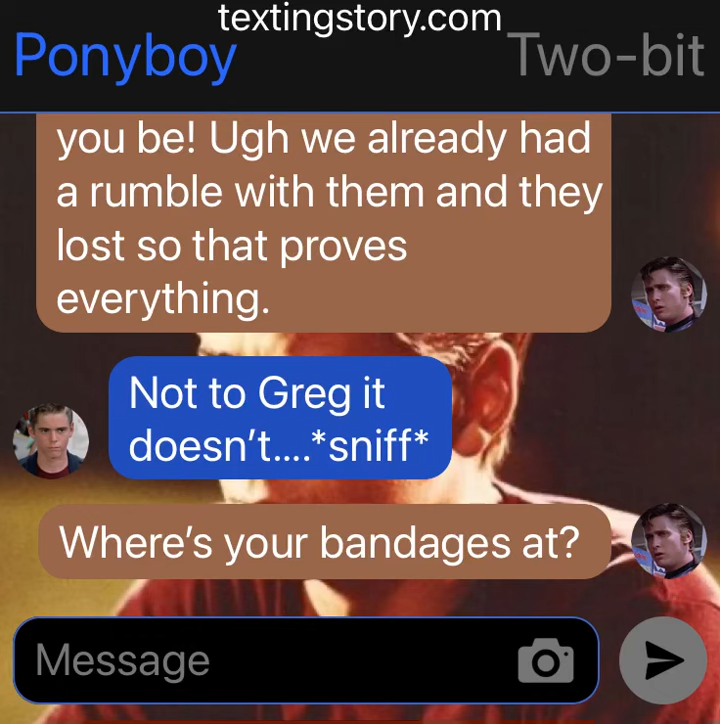 textingstory.com
Ponyboy
Two-bit
you be! Ugh we already had
a rumble with them and they
lost so that proves
everything.
Not to Greg it
doesn’t....*sniff*
Where’s your bandages at?
Message